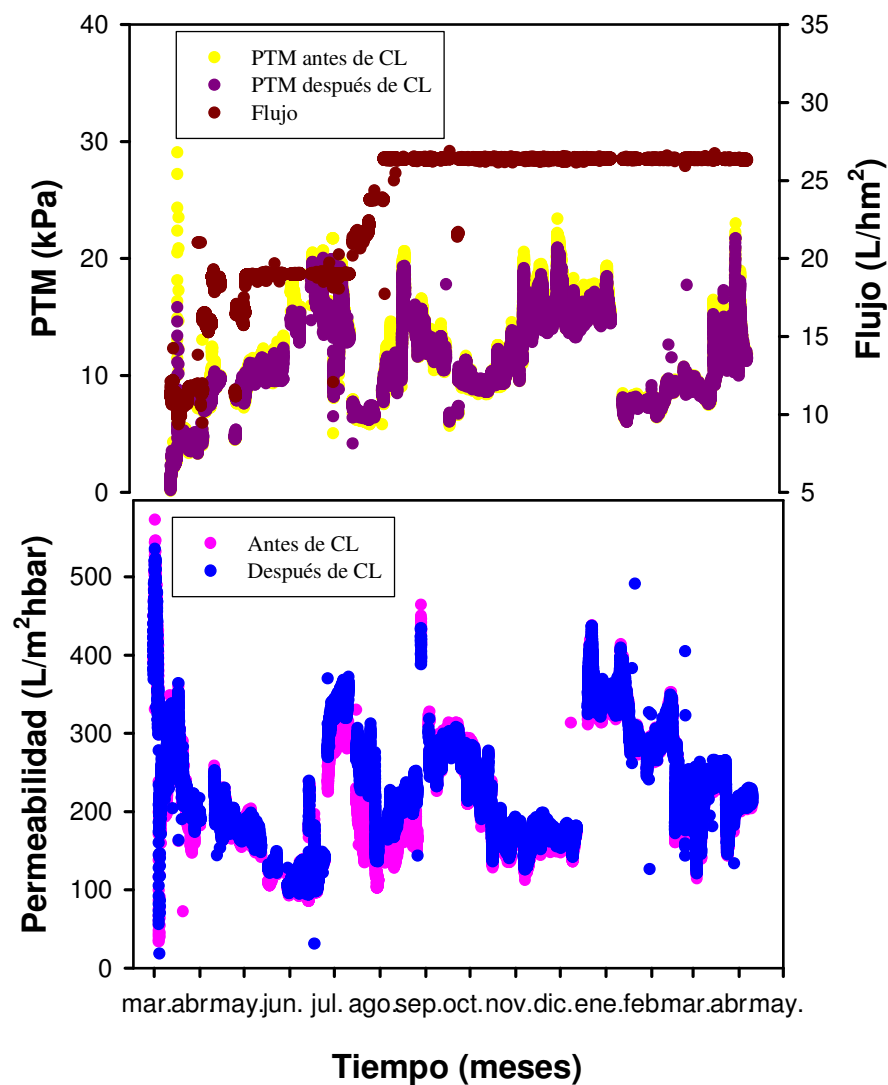 40
30
20
10
0
PTM (kPa)
PTM antes de CL
PTM después de CL
Flujo
35
30
25
20
15
10
5
Flujo (L/hm²)
500
400
300
200
100
0
Permeabilidad (L/m²hbar)
Antes de CL
Después de CL
mar. abr. may. jun. jul. ago. sep. oct. nov. dic. ene. feb. mar. abr. may.
Tiempo (meses)